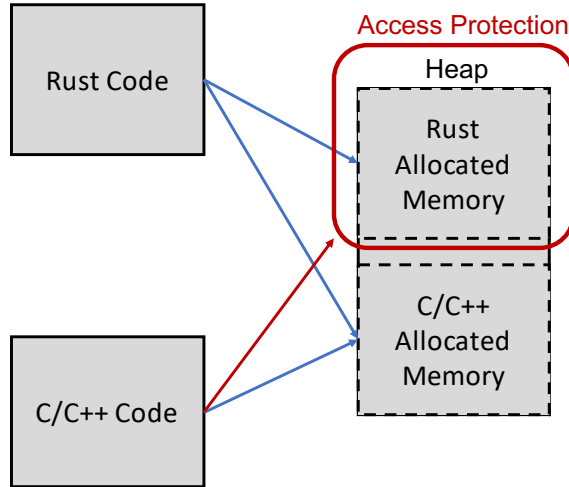 Access Protection
Rust Code
Heap
Rust
Allocated
Memory
C/C++
Allocated
Memory
C/C++ Code